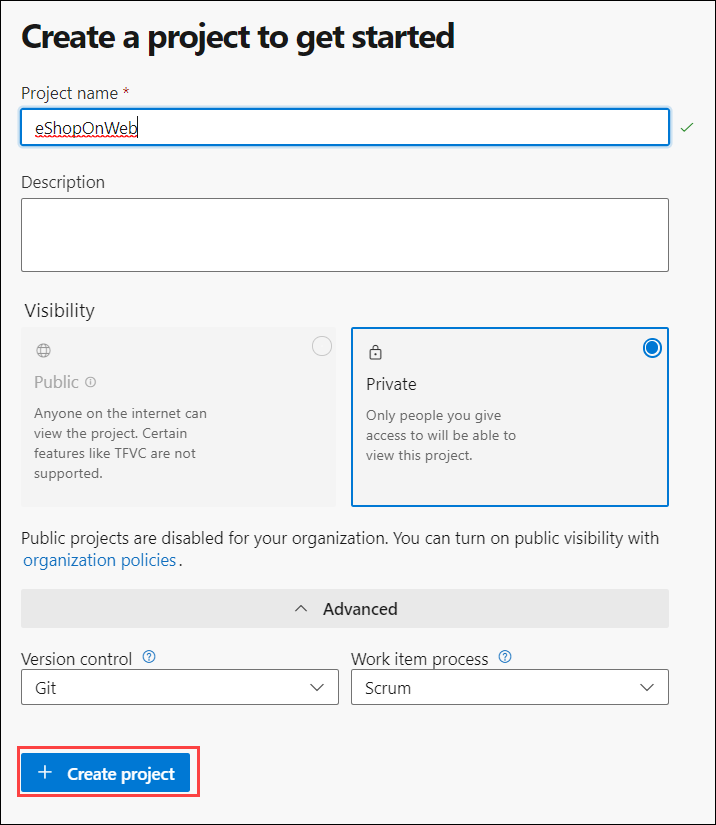 Create a project to get started
Project name *
eShopOnWeb
Description
Visibility
Public
Anyone on the internet can
view the project. Certain
features like TFVC are not
supported.
Private
Only people you give
access to will be able to
view this project.
Public projects are disabled for your organization. You can turn on public visibility with
organization policies.
Advanced
Version control ?
Work item process ?
Git
Scrum
+ Create project